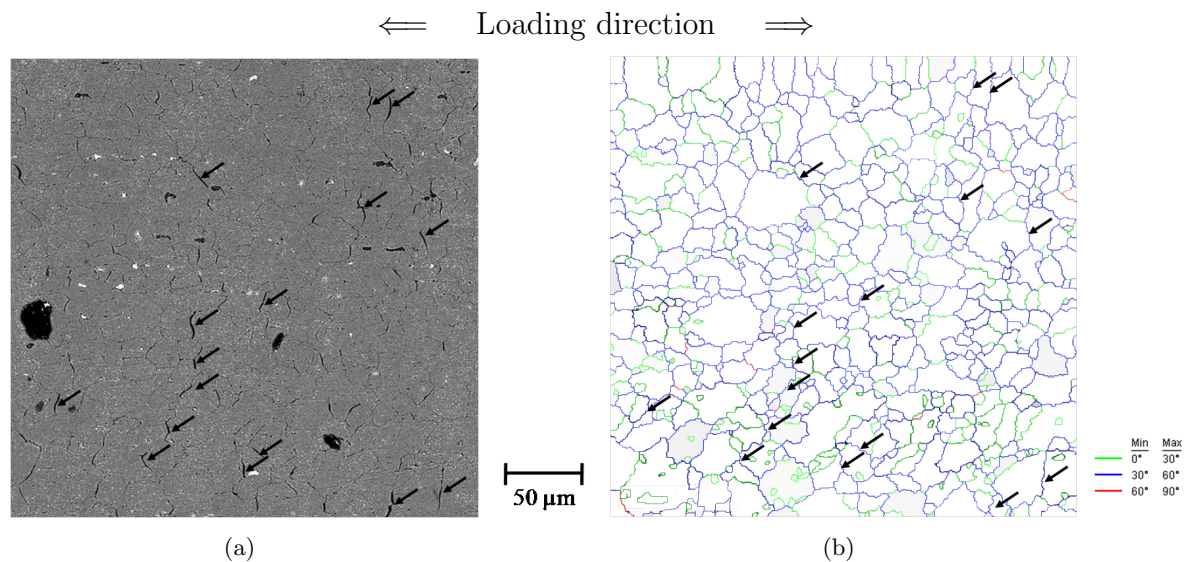 ⇐ Loading direction ⇒
50 µm
Min Max
0° 30°
30° 60°
60° 90°
(a)
(b)